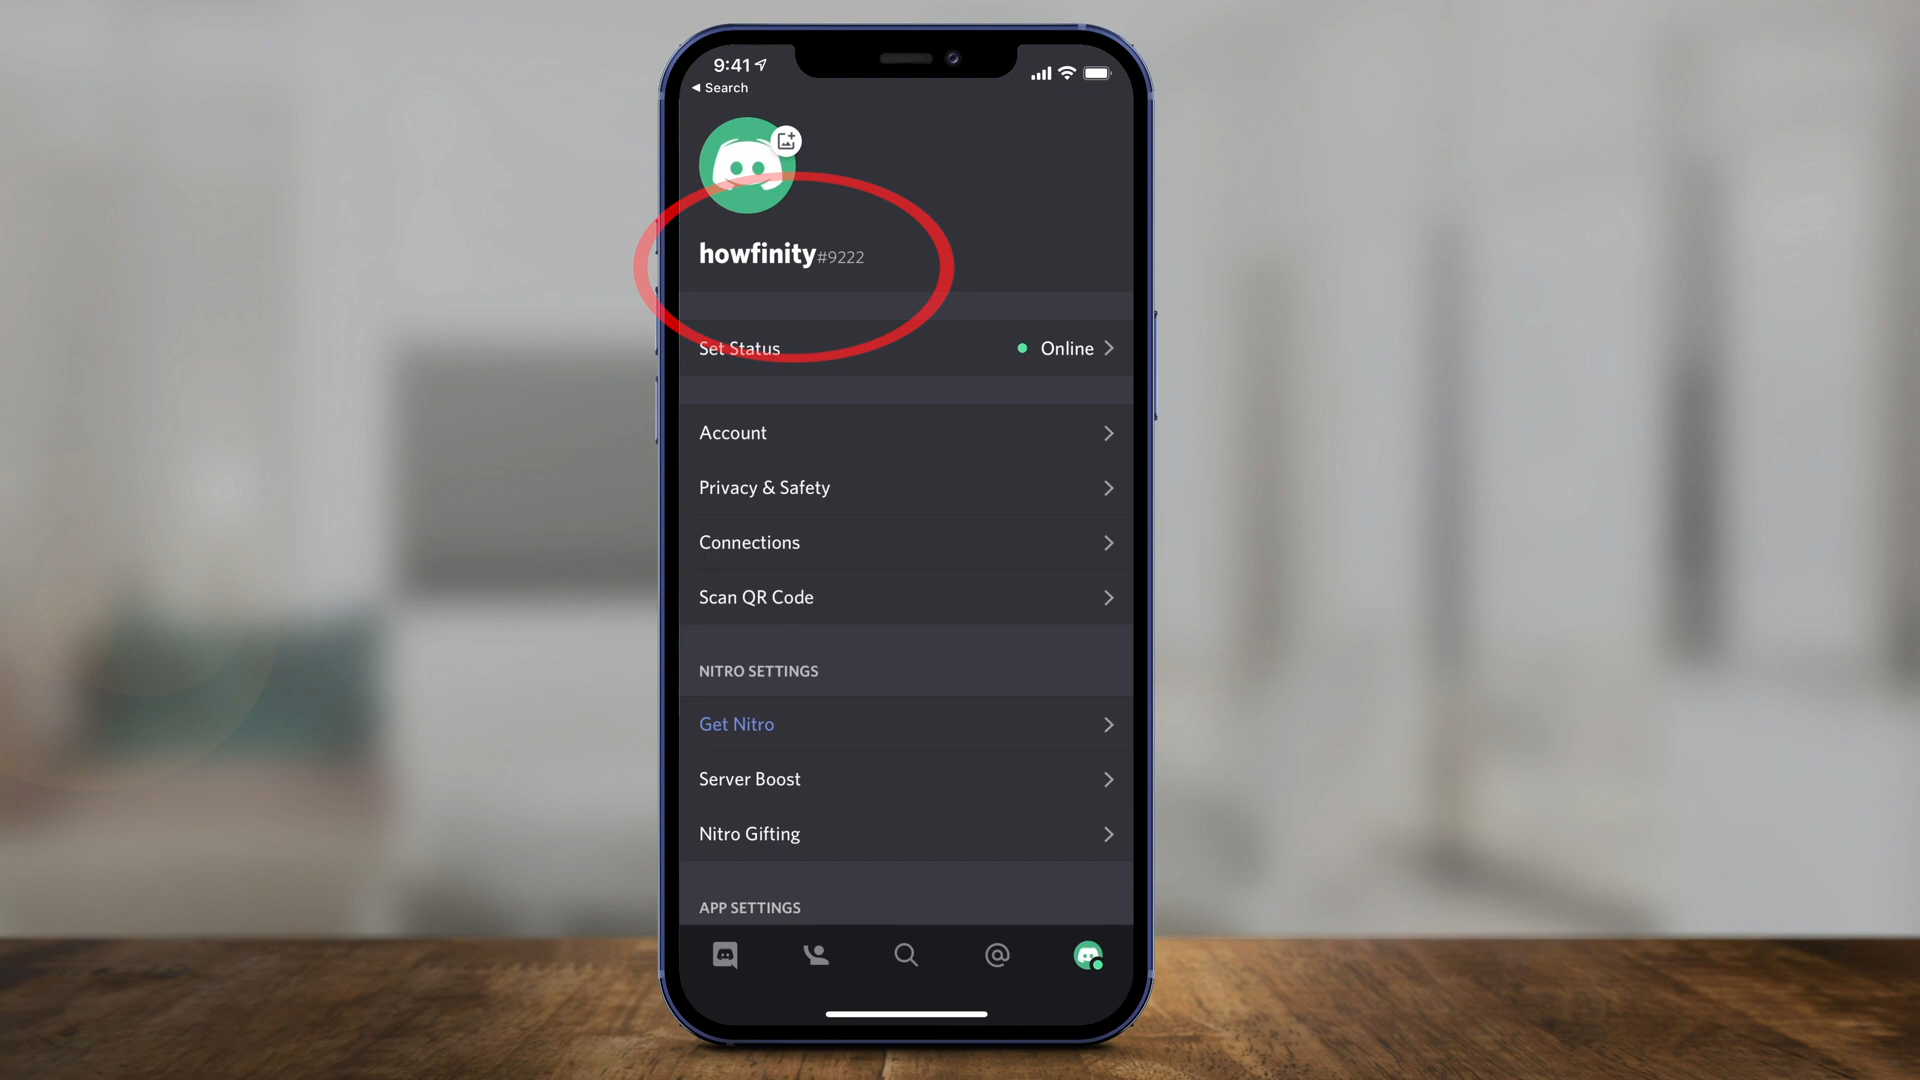 9:41
◀ Search
howfinity#9222
Set Status
Online
Account
Privacy & Safety
Connections
Scan QR Code
NITRO SETTINGS
Get Nitro
Server Boost
Nitro Gifting
APP SETTINGS